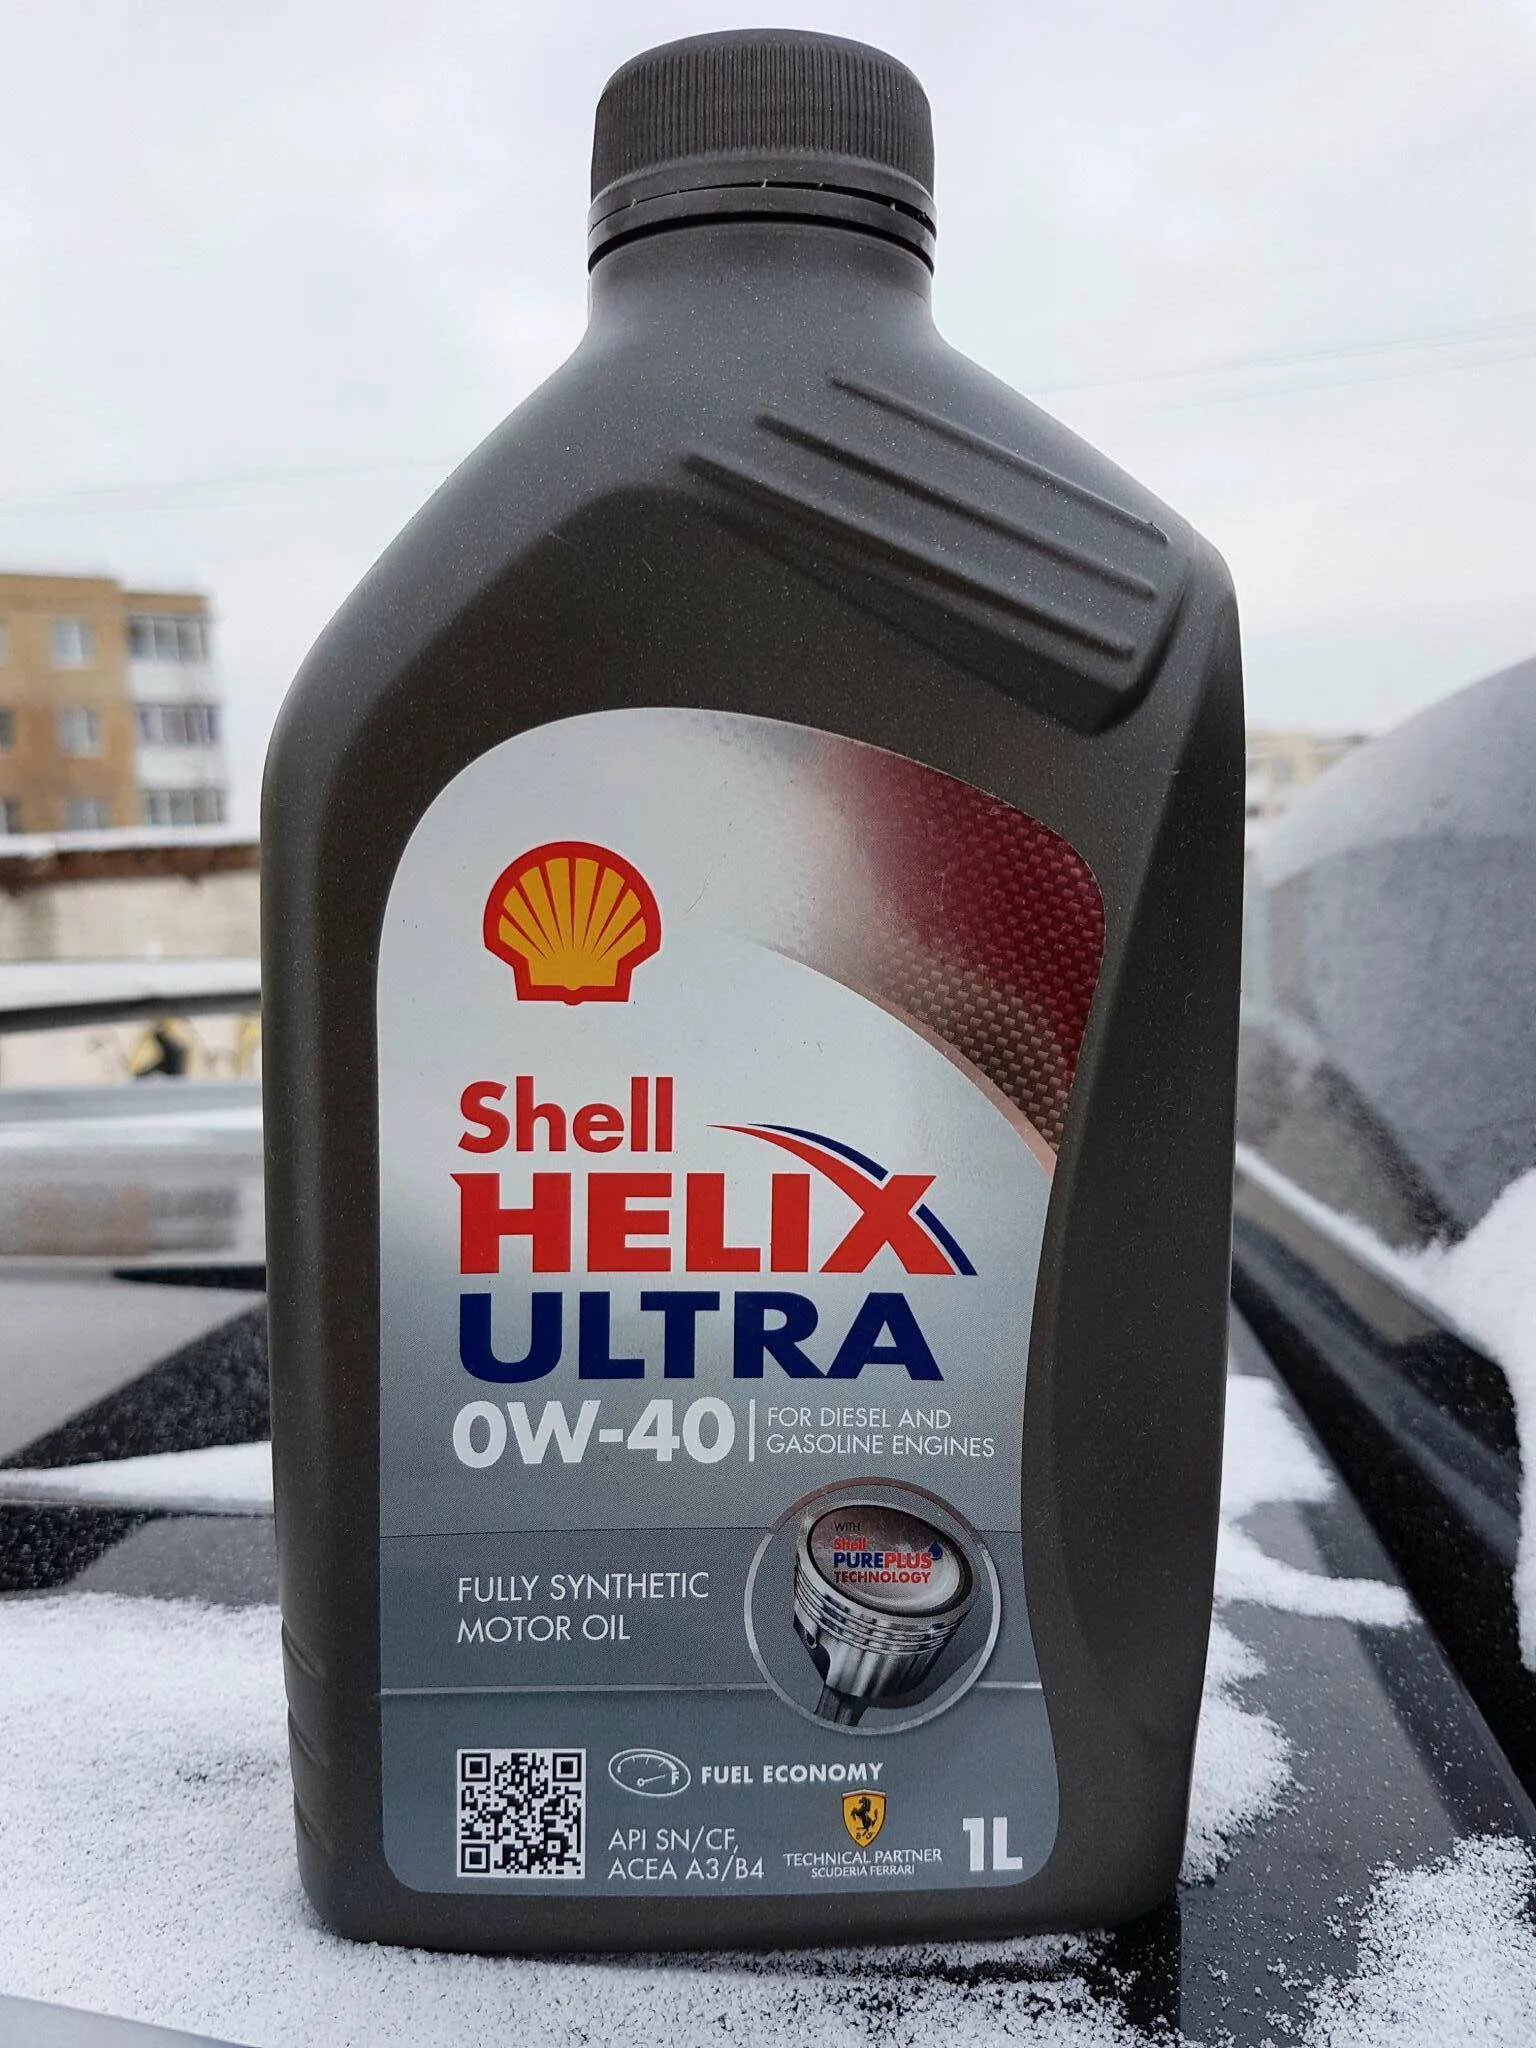 Shell
HELIX
ULTRA
0W-40
FOR DIESEL AND
GASOLINE ENGINES
WITH
Shell
PUREPLUS
TECHNOLOGY
FULLY SYNTHETIC
MOTOR OIL
F
FUEL ECONOMY
API SN/CF,
ACEA A3/B4
TECHNICAL PARTNER
SCUDERIA FERRARI
1L